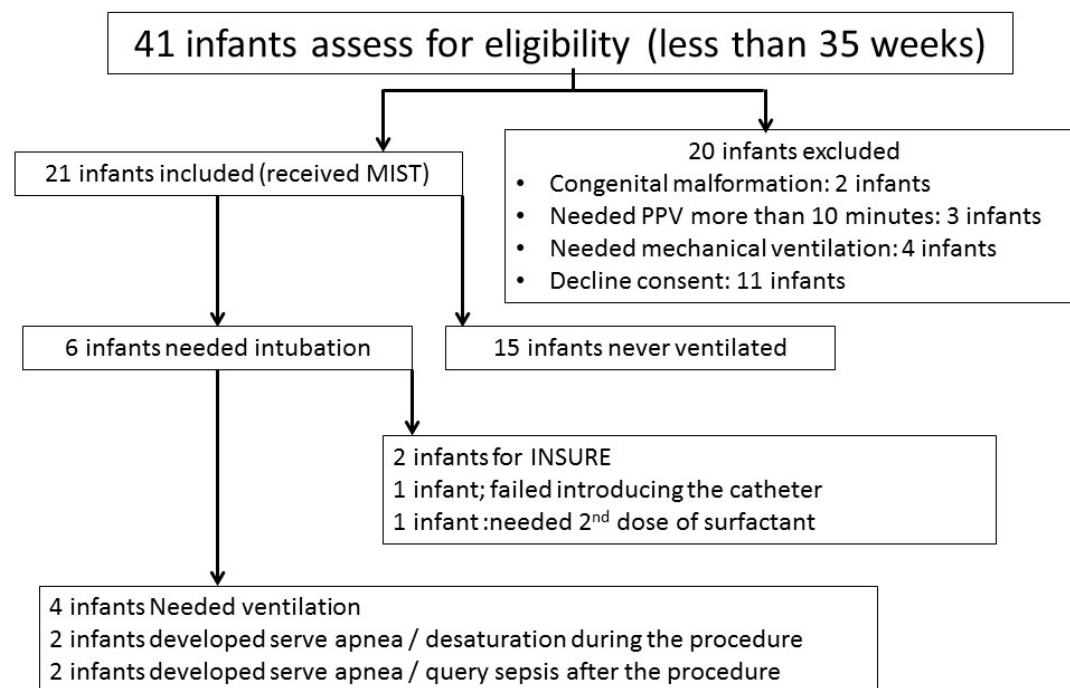 41 infants assess for eligibility (less than 35 weeks)
21 infants included (received MIST)
20 infants excluded
• Congenital malformation: 2 infants
• Needed PPV more than 10 minutes: 3 infants
• Needed mechanical ventilation: 4 infants
• Decline consent: 11 infants
6 infants needed intubation
15 infants never ventilated
2 infants for INSURE
1 infant; failed introducing the catheter
1 infant :needed 2nd dose of surfactant
4 infants Needed ventilation
2 infants developed serve apnea / desaturation during the procedure
2 infants developed serve apnea / query sepsis after the procedure